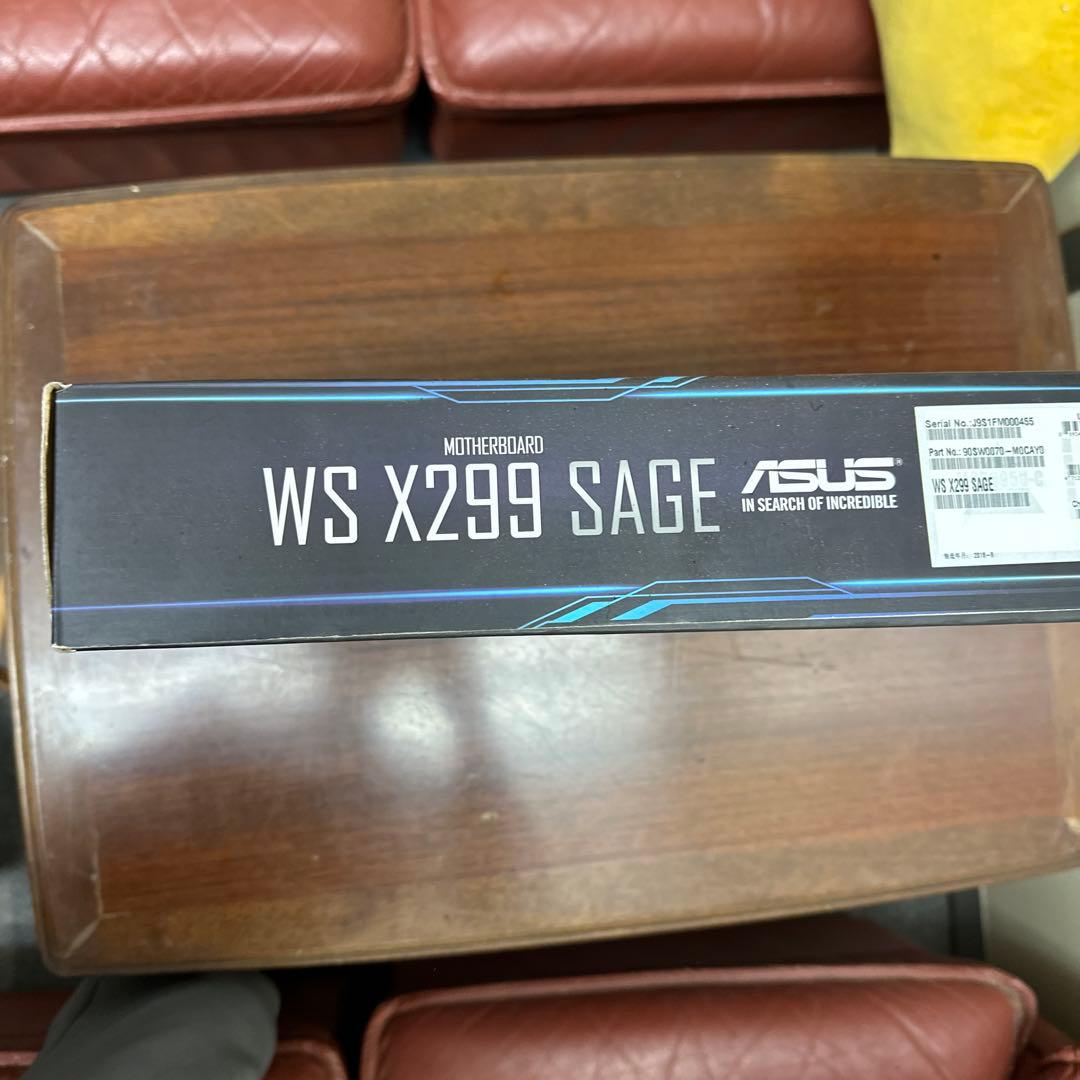 MOTHERBOARD
WS X299 SAGE
ASUS®
IN SEARCH OF INCREDIBLE
Serial No.:J9S1FM000455
Part No.: 90SW0070-M0CAY0
WS X299 SAGE